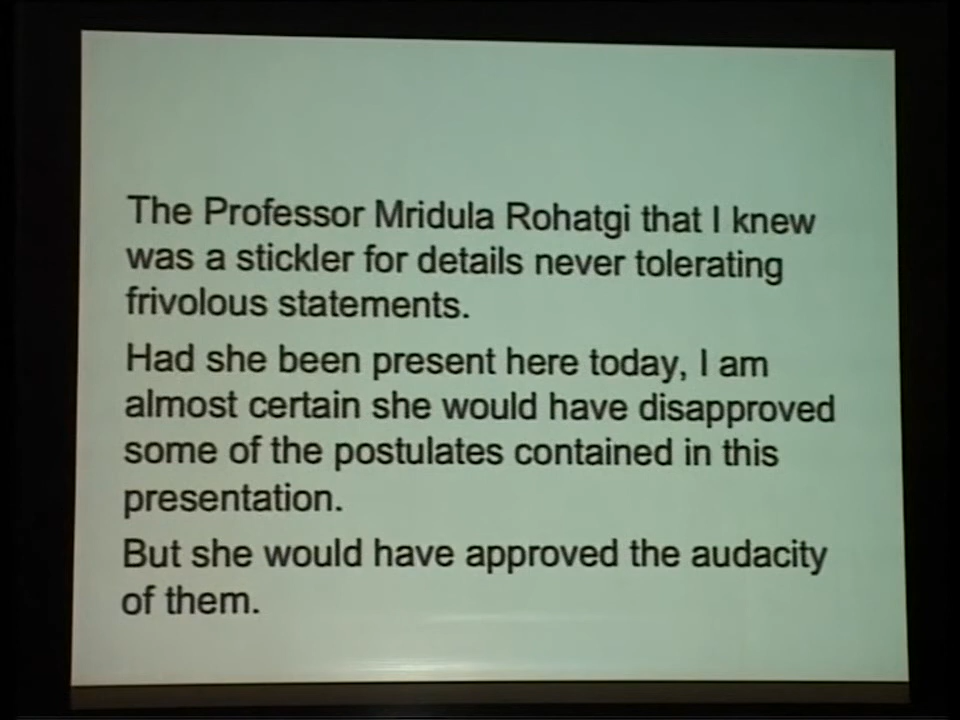 The Professor Mridula Rohatgi that I knew
was a stickler for details never tolerating
frivolous statements.
Had she been present here today, I am
almost certain she would have disapproved
some of the postulates contained in this
presentation.
But she would have approved the audacity
of them.